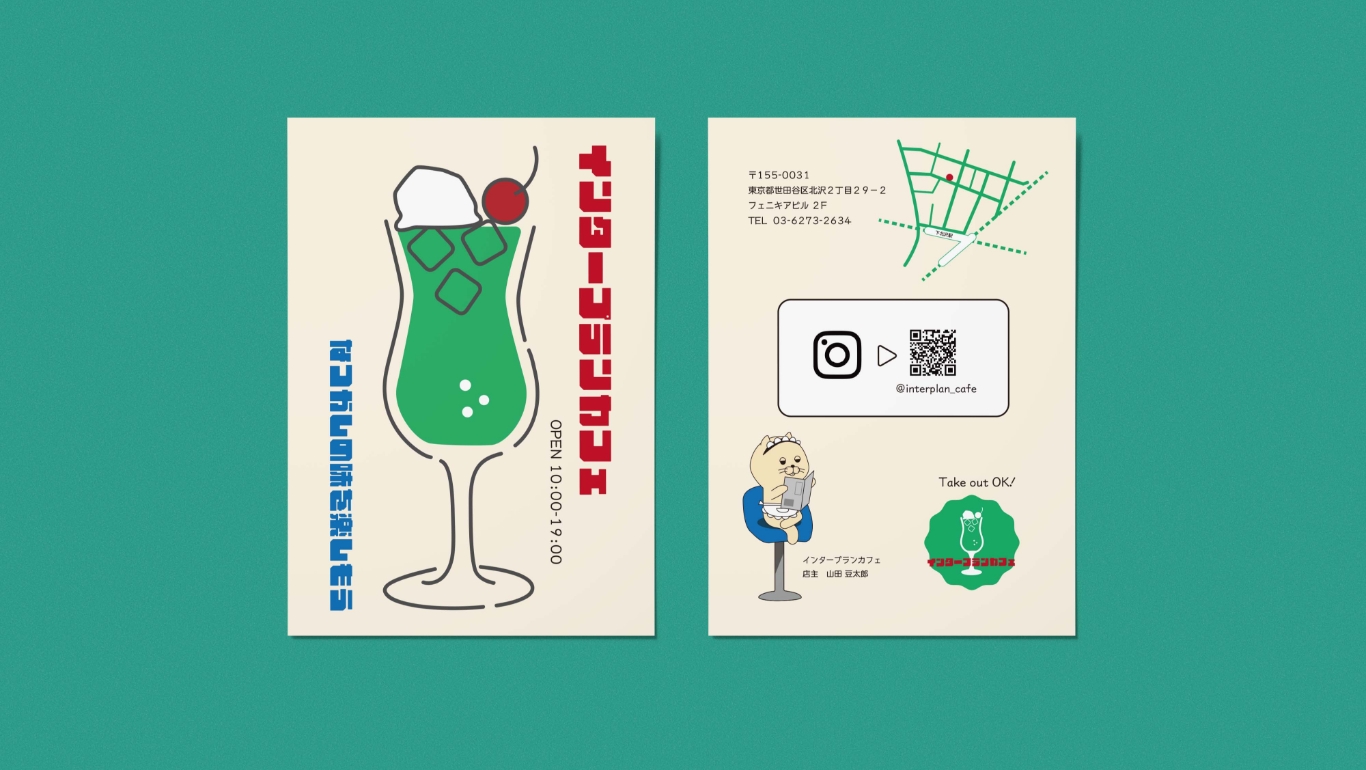 インタープランカフェ
OPEN 10:00-19:00
なつかしの味を楽しもう
〒155-0031
東京都世田谷区北沢2丁目29-2
フェニキアビル 2F
TEL 03-6273-2634
下北沢駅
@interplan_cafe
インタープランカフェ
店主 山田 豆太郎
Take out OK!
インタープランカフェ